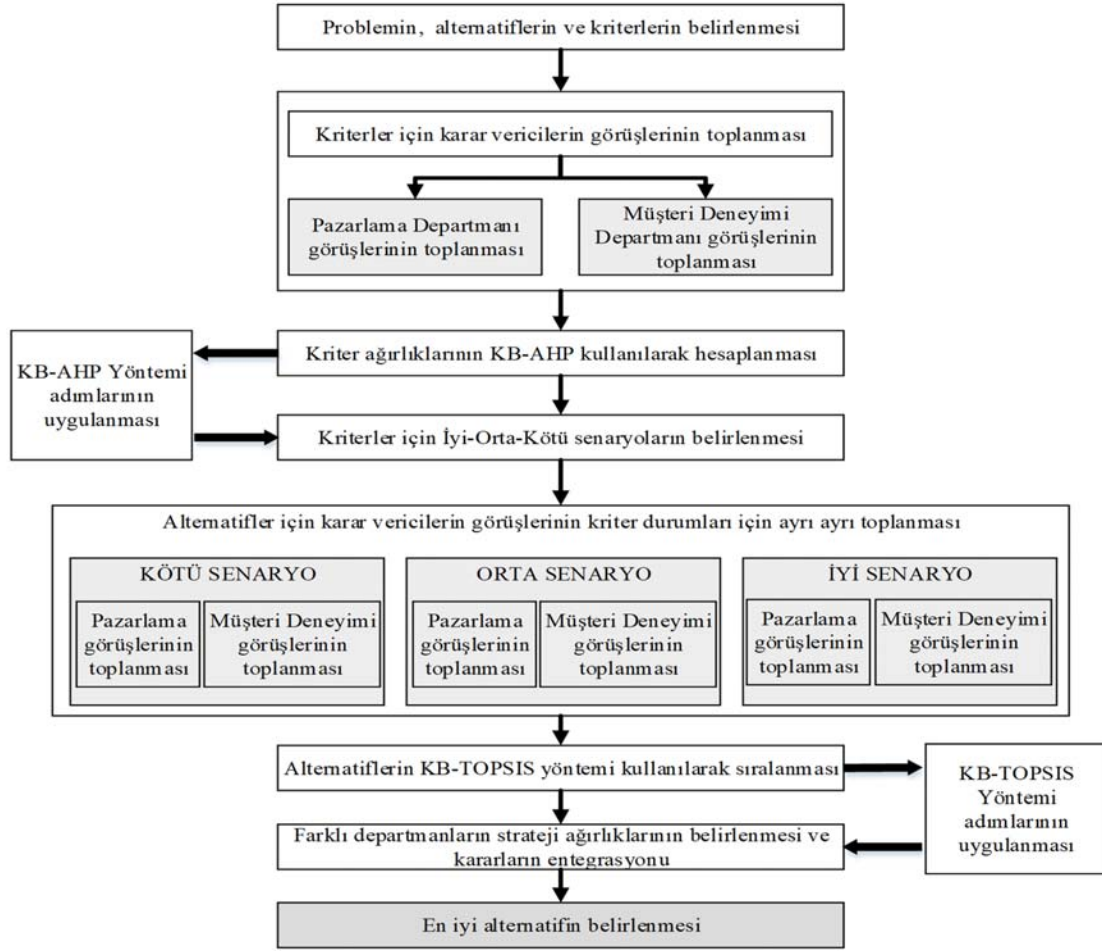 Problemin, alternatiflerin ve kriterlerin belirlenmesi
Kriterler için karar vericilerin görüşlerinin toplanması
Pazarlama Departmanı
görüşlerinin toplanması
Müşteri Deneyimi
Departmanı görüşlerinin
toplanması
Kriter ağırlıklarının KB-AHP kullanılarak hesaplanması
KB-AHP Yöntemi
adımlarının
uygulanması
Kriterler için İyi-Orta-Kötü senaryoların belirlenmesi
Alternatifler için karar vericilerin görüşlerinin kriter durumları için ayrı ayrı toplanması
KÖTÜ SENARYO
Pazarlama
görüşlerinin
toplanması
Müşteri Deneyimi
görüşlerinin
toplanması
ORTA SENARYO
Pazarlama
görüşlerinin
toplanması
Müşteri Deneyimi
görüşlerinin
toplanması
İYİ SENARYO
Pazarlama
görüşlerinin
toplanması
Müşteri Deneyimi
görüşlerinin
toplanması
Alternatiflerin KB-TOPSIS yöntemi kullanılarak sıralanması
KB-TOPSIS
Yöntemi
adımlarının
uygulanması
Farklı departmanların strateji ağırlıklarının belirlenmesi ve
kararların entegrasyonu
En iyi alternatifin belirlenmesi